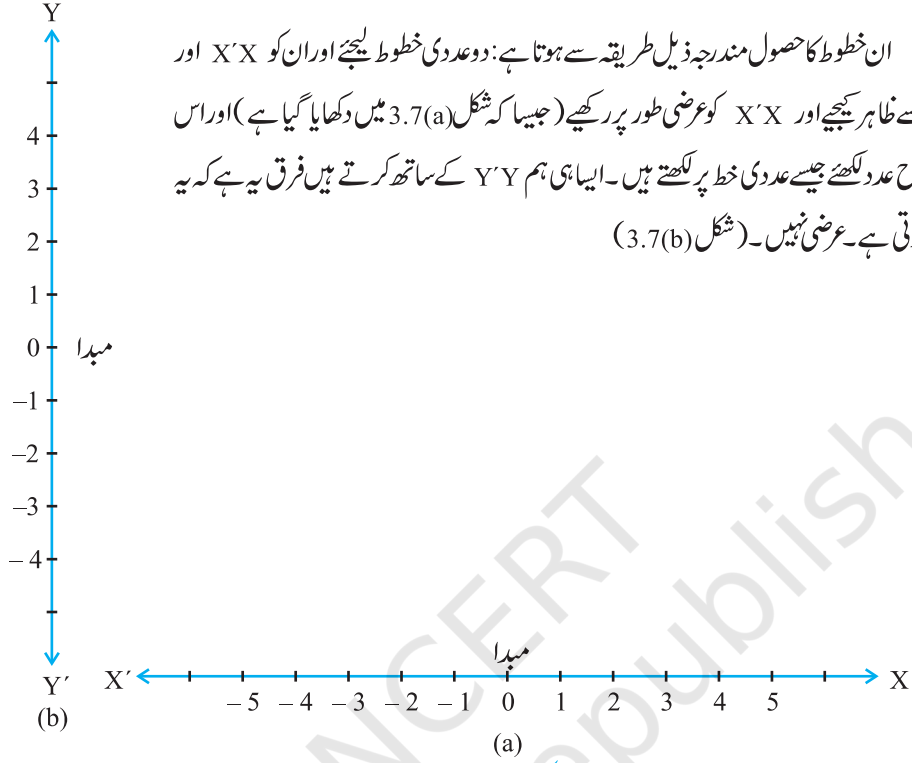 ان خطوط کا حصول مندرجہ ذیل طریقہ سے ہوتا ہے: دو عددی خطوط لیجئے اور ان کو X′X اور
سے ظاہر کیجیے اور X′X کو عرضی طور پر رکھیے (جیسا کہ شکل 3.7(a) میں دکھایا گیا ہے) اور اس
ح عدد لکھئے جیسے عددی خط پر لکھتے ہیں۔ ایسا ہی ہم Y′Y کے ساتھ کرتے ہیں فرق یہ ہے کہ یہ
ہے۔ عرضی نہیں۔ (شکل 3.7(b))
Y
4
3
2
1
0 مبدا
–1
–2
–3
– 4
Y′
(b)
مبدا
X′ X
– 5 – 4 – 3 – 2 – 1 0 1 2 3 4 5
(a)
NCERT
republish